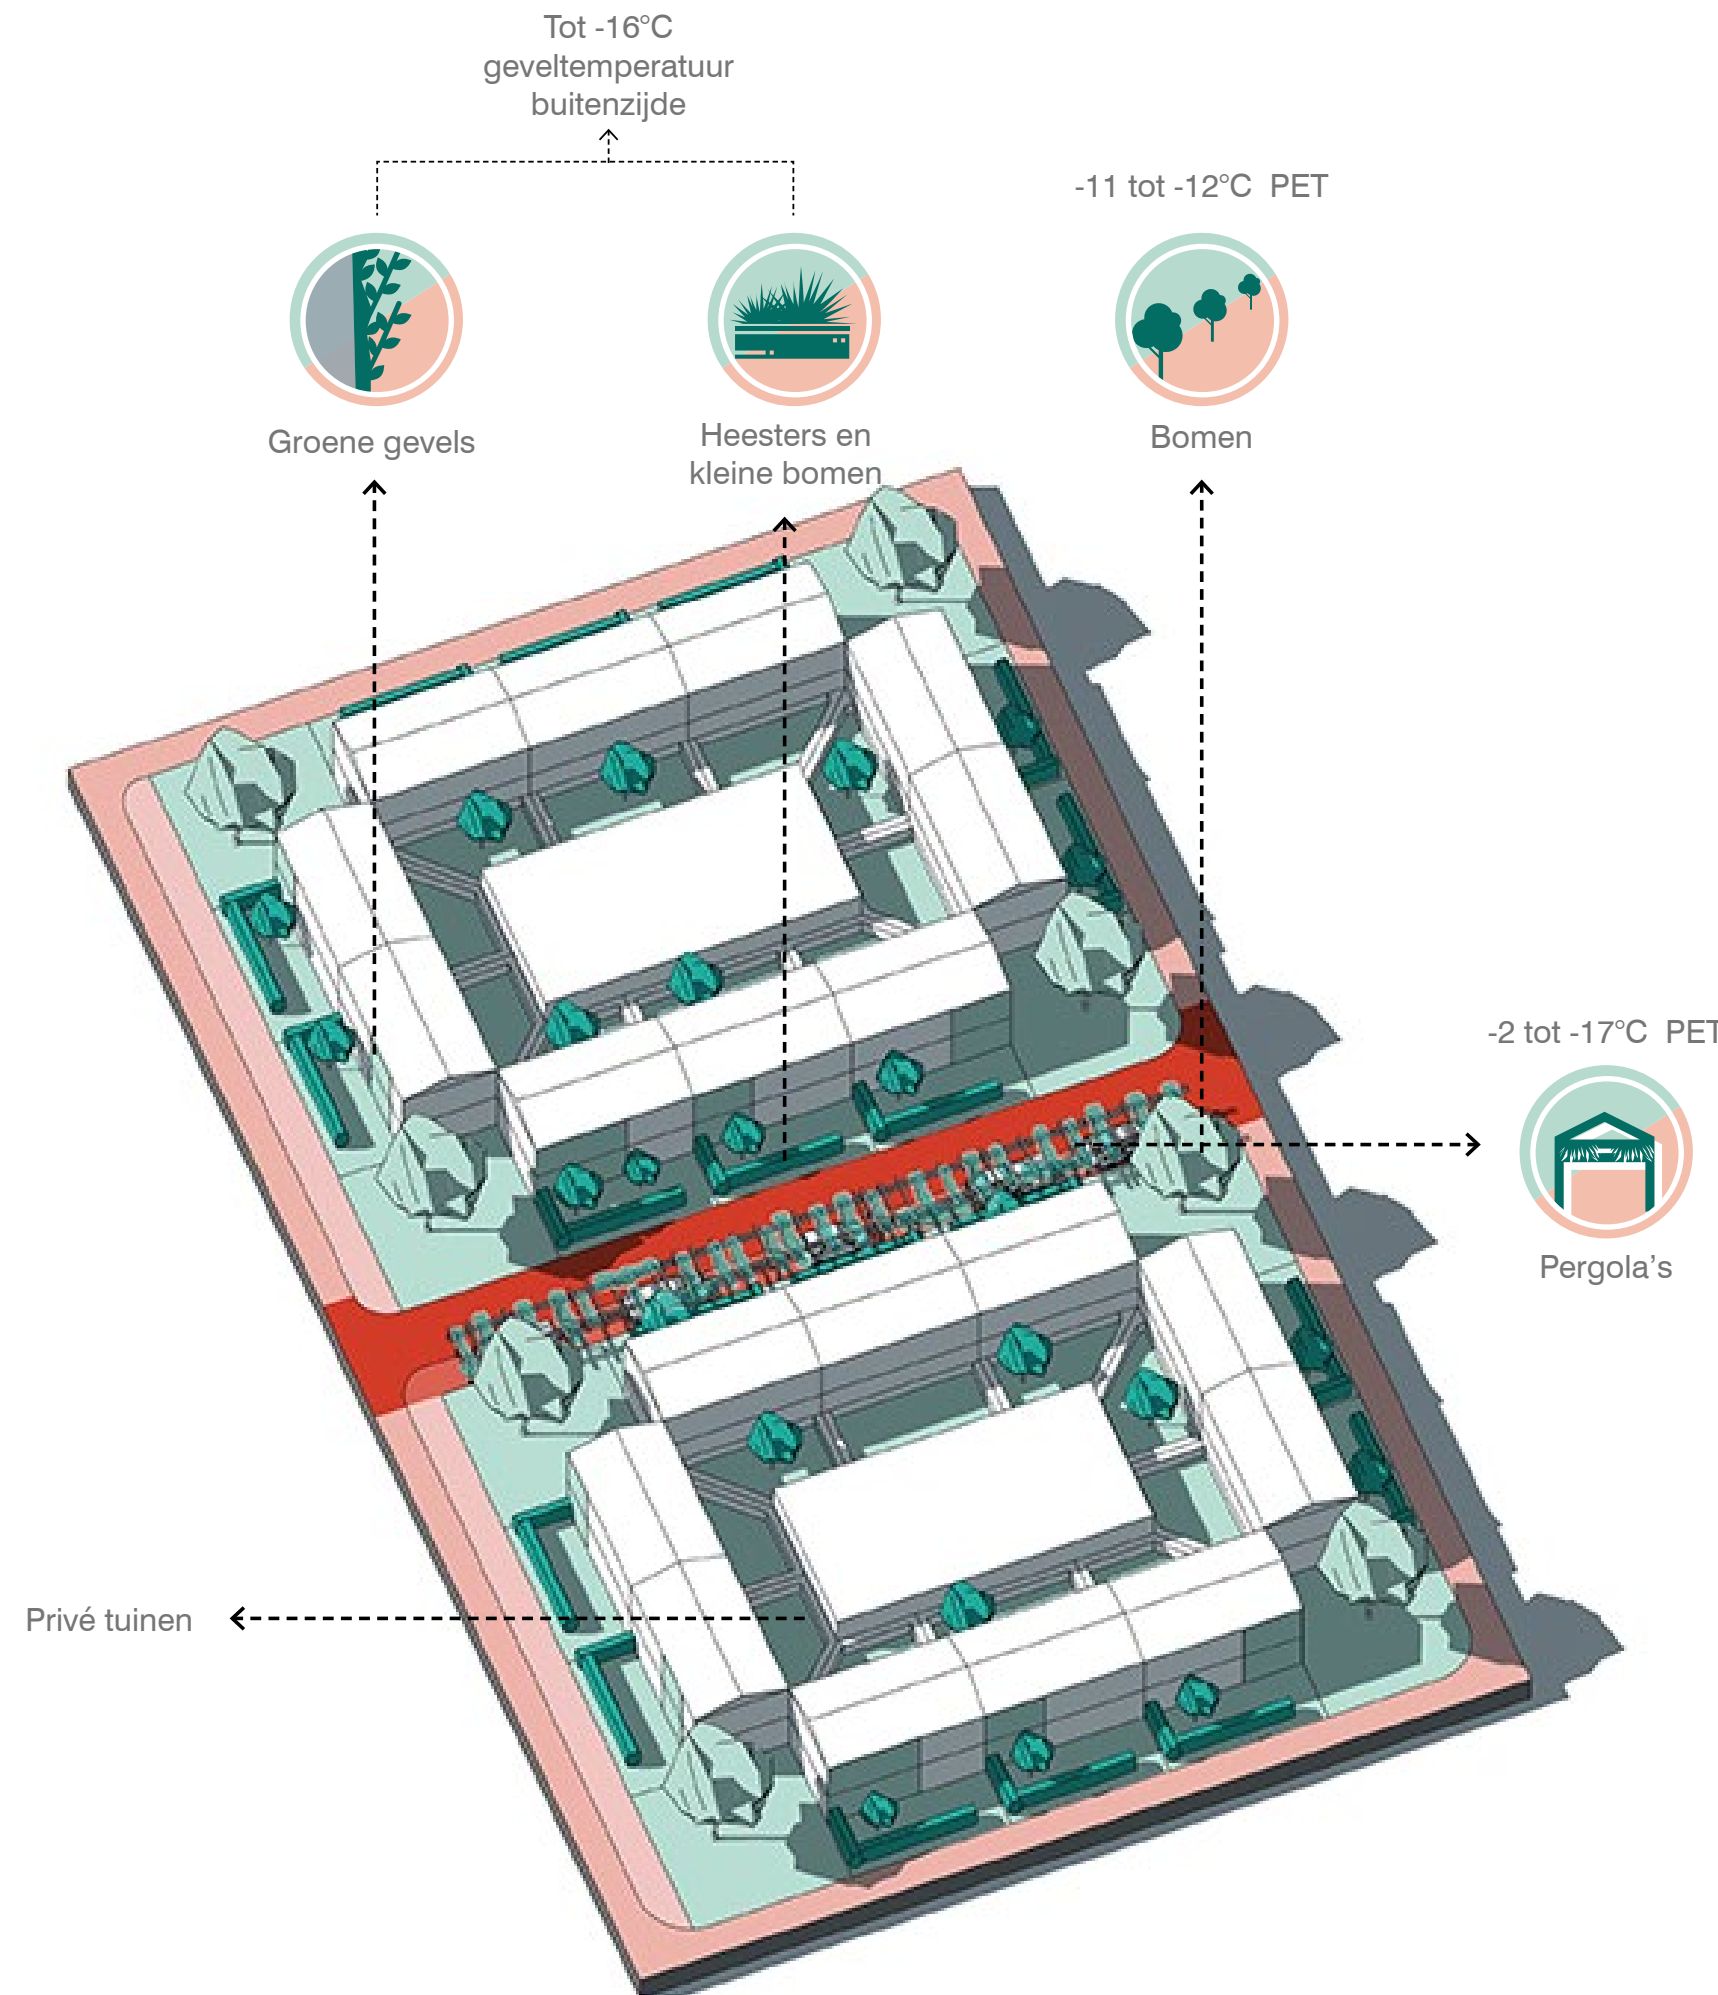 Tot -16°C
geveltemperatuur
buitenzijde
-11 tot -12°C PET
Groene gevels
Heesters en
kleine bomen
Bomen
-2 tot -17°C PET
Pergola's
Privé tuinen